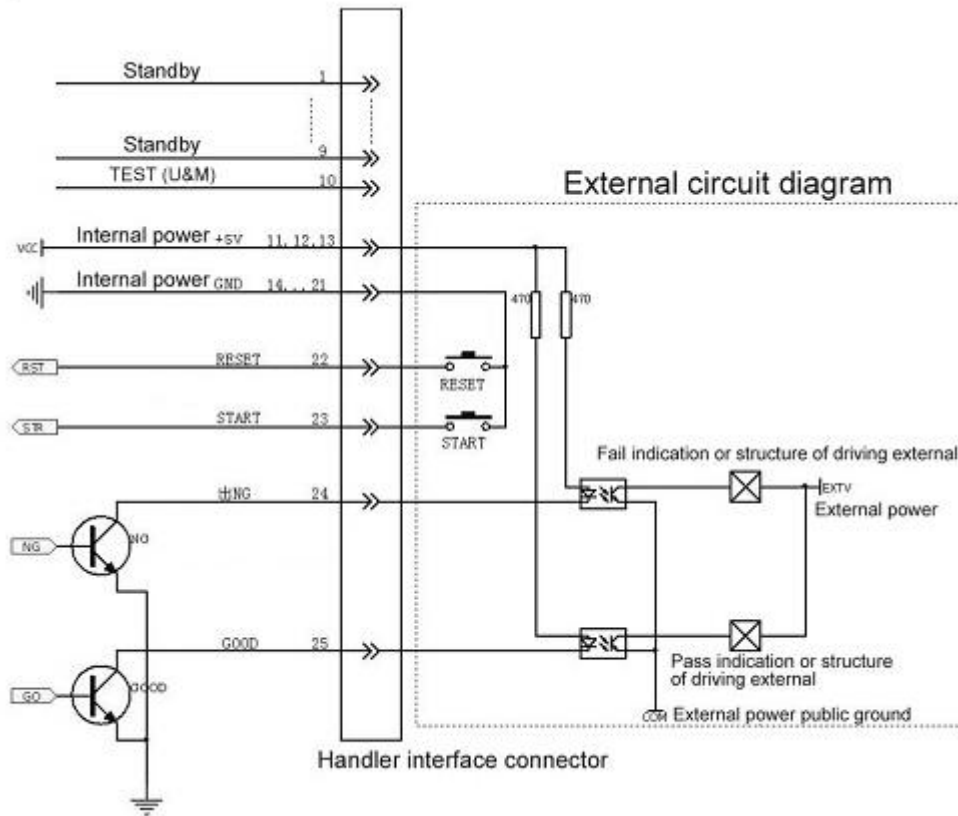 Standby 1
Standby 9
TEST (U&M) 10
External circuit diagram
VCC Internal power +5V 11,12,13
Internal power GND 14...21
470 470
RST RESET 22
RESET
STR START 23
START
Fail indication or structure of driving external
出NG 24
EXTV
External power
NG NO
GOOD 25
Pass indication or structure
of driving external
GO GOOD
COM External power public ground
Handler interface connector